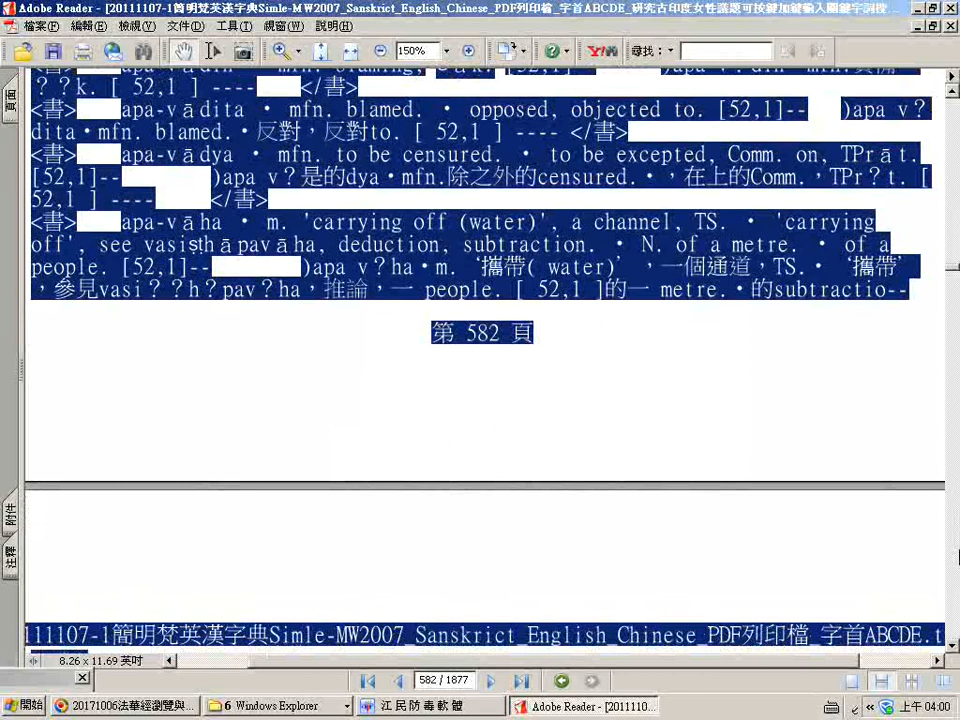 Adobe Reader - [20111107-1簡明梵英漢字典Simle-MW2007_Sanskrict_English_Chinese_PDF列印檔_字首ABCDE_研究古印度女性議題可按鍵加鍵輸入關鍵字詞搜...
檔案(F) 編輯(E) 檢視(V) 文件(D) 工具(T) 視窗(W) 說明(H)
150% Y! 尋找：
頁面
？？k. [ 52,1 ] ---- </書>
<書> apa-vādita • mfn. blamed. • opposed, objected to. [52,1]-- )apa v？
dita•mfn. blamed.•反對，反對to. [ 52,1 ] ---- </書>
<書> apa-vādya • mfn. to be censured. • to be excepted, Comm. on, TPrāt.
[52,1]-- )apa v？是的dya•mfn.除之外的censured.•，在上的Comm.，TPr？t. [
52,1 ] ---- </書>
<書> apa-vāha • m. 'carrying off (water)', a channel, TS. • 'carrying
off', see vasiṣṭhāpavāha, deduction, subtraction. • N. of a metre. • of a
people. [52,1]-- )apa v？ha•m.‘攜帶( water)’，一個通道，TS.•‘攜帶’
，參見vasi？？h？pav？ha，推論，一 people. [ 52,1 ]的一 metre.•的subtractio--
第 582 頁
附件
注釋
111107-1簡明梵英漢字典Simle-MW2007_Sanskrict_English_Chinese_PDF列印檔_字首ABCDE.t
8.26 x 11.69 英吋
582 / 1877
開始 20171006法華經瀏覽與... 6 Windows Explorer 江民防毒軟體 Adobe Reader - [2011110... 上午 04:00